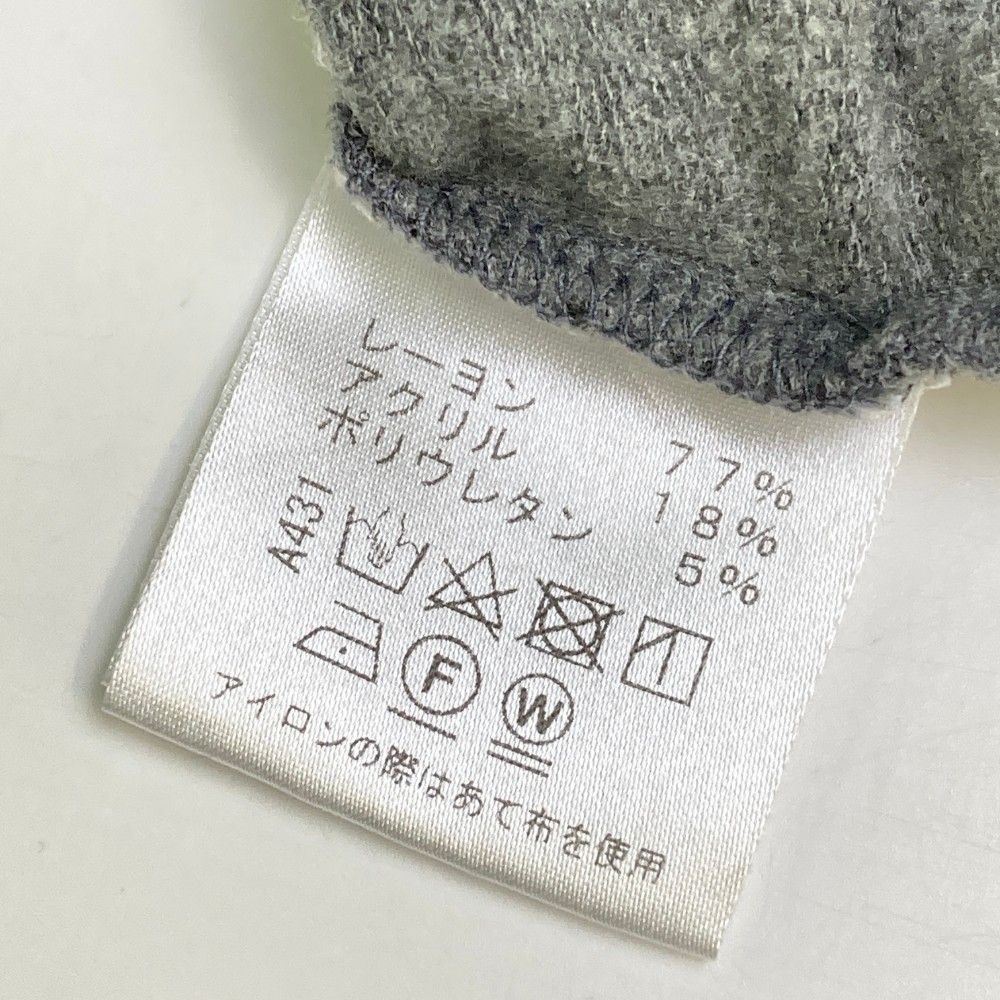 レーヨン 77%
アクリル 18%
ポリウレタン 5%
A431
F W
アイロンの際はあて布を使用